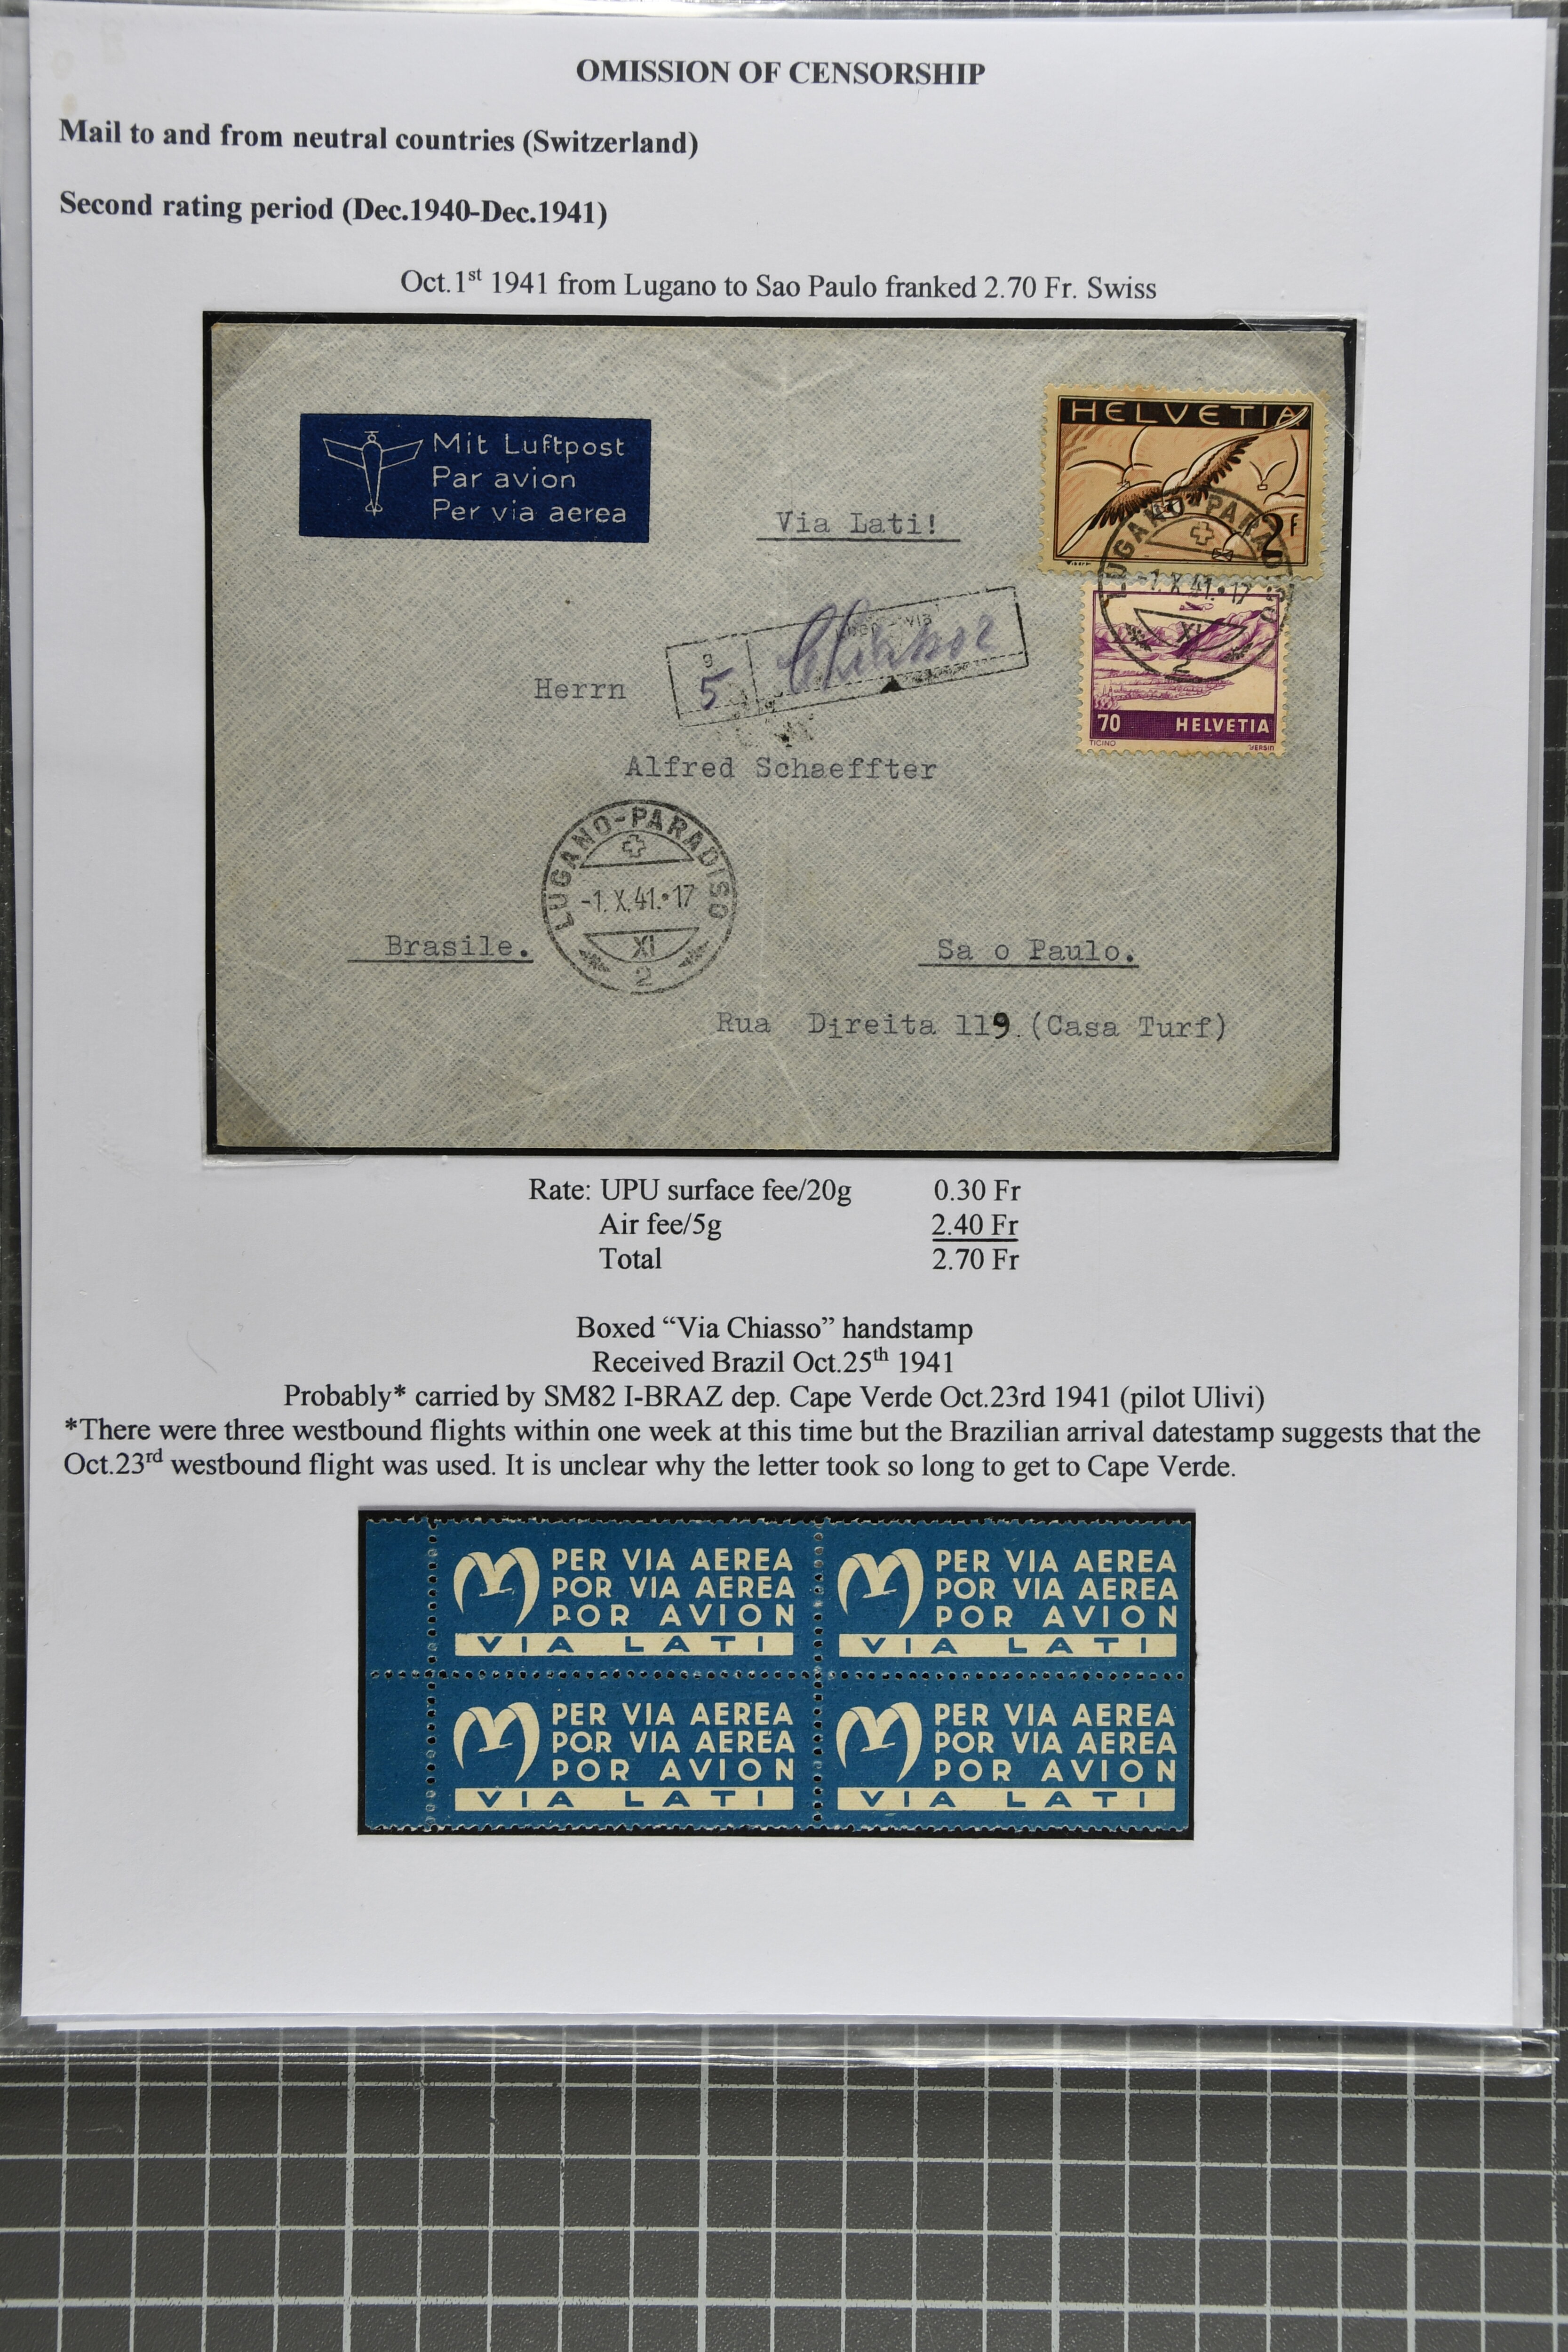 OMISSION OF CENSORSHIP
Mail to and from neutral countries (Switzerland)
Second rating period (Dec.1940-Dec.1941)
Oct.1st 1941 from Lugano to Sao Paulo franked 2.70 Fr. Swiss
Mit Luftpost
Par avion
Per via aerea
Via Lati!
HELVETIA
2F
LUGANO-PARADISO
-1.X.41.•17
XI
2
70 HELVETIA
TICINO
g
5
Chiasso
Herrn
Alfred Schaeffter
LUGANO-PARADISO
-1.X.41.•17
XI
2
Brasile.
Sa o Paulo.
Rua Direita 119.(Casa Turf)
Rate: UPU surface fee/20g 0.30 Fr
Air fee/5g 2.40 Fr
Total 2.70 Fr
Boxed “Via Chiasso” handstamp
Received Brazil Oct.25th 1941
Probably* carried by SM82 I-BRAZ dep. Cape Verde Oct.23rd 1941 (pilot Ulivi)
*There were three westbound flights within one week at this time but the Brazilian arrival datestamp suggests that the
Oct.23rd westbound flight was used. It is unclear why the letter took so long to get to Cape Verde.
PER VIA AEREA
POR VIA AEREA
POR AVION
VIA LATI
PER VIA AEREA
POR VIA AEREA
POR AVION
VIA LATI
PER VIA AEREA
POR VIA AEREA
POR AVION
VIA LATI
PER VIA AEREA
POR VIA AEREA
POR AVION
VIA LATI